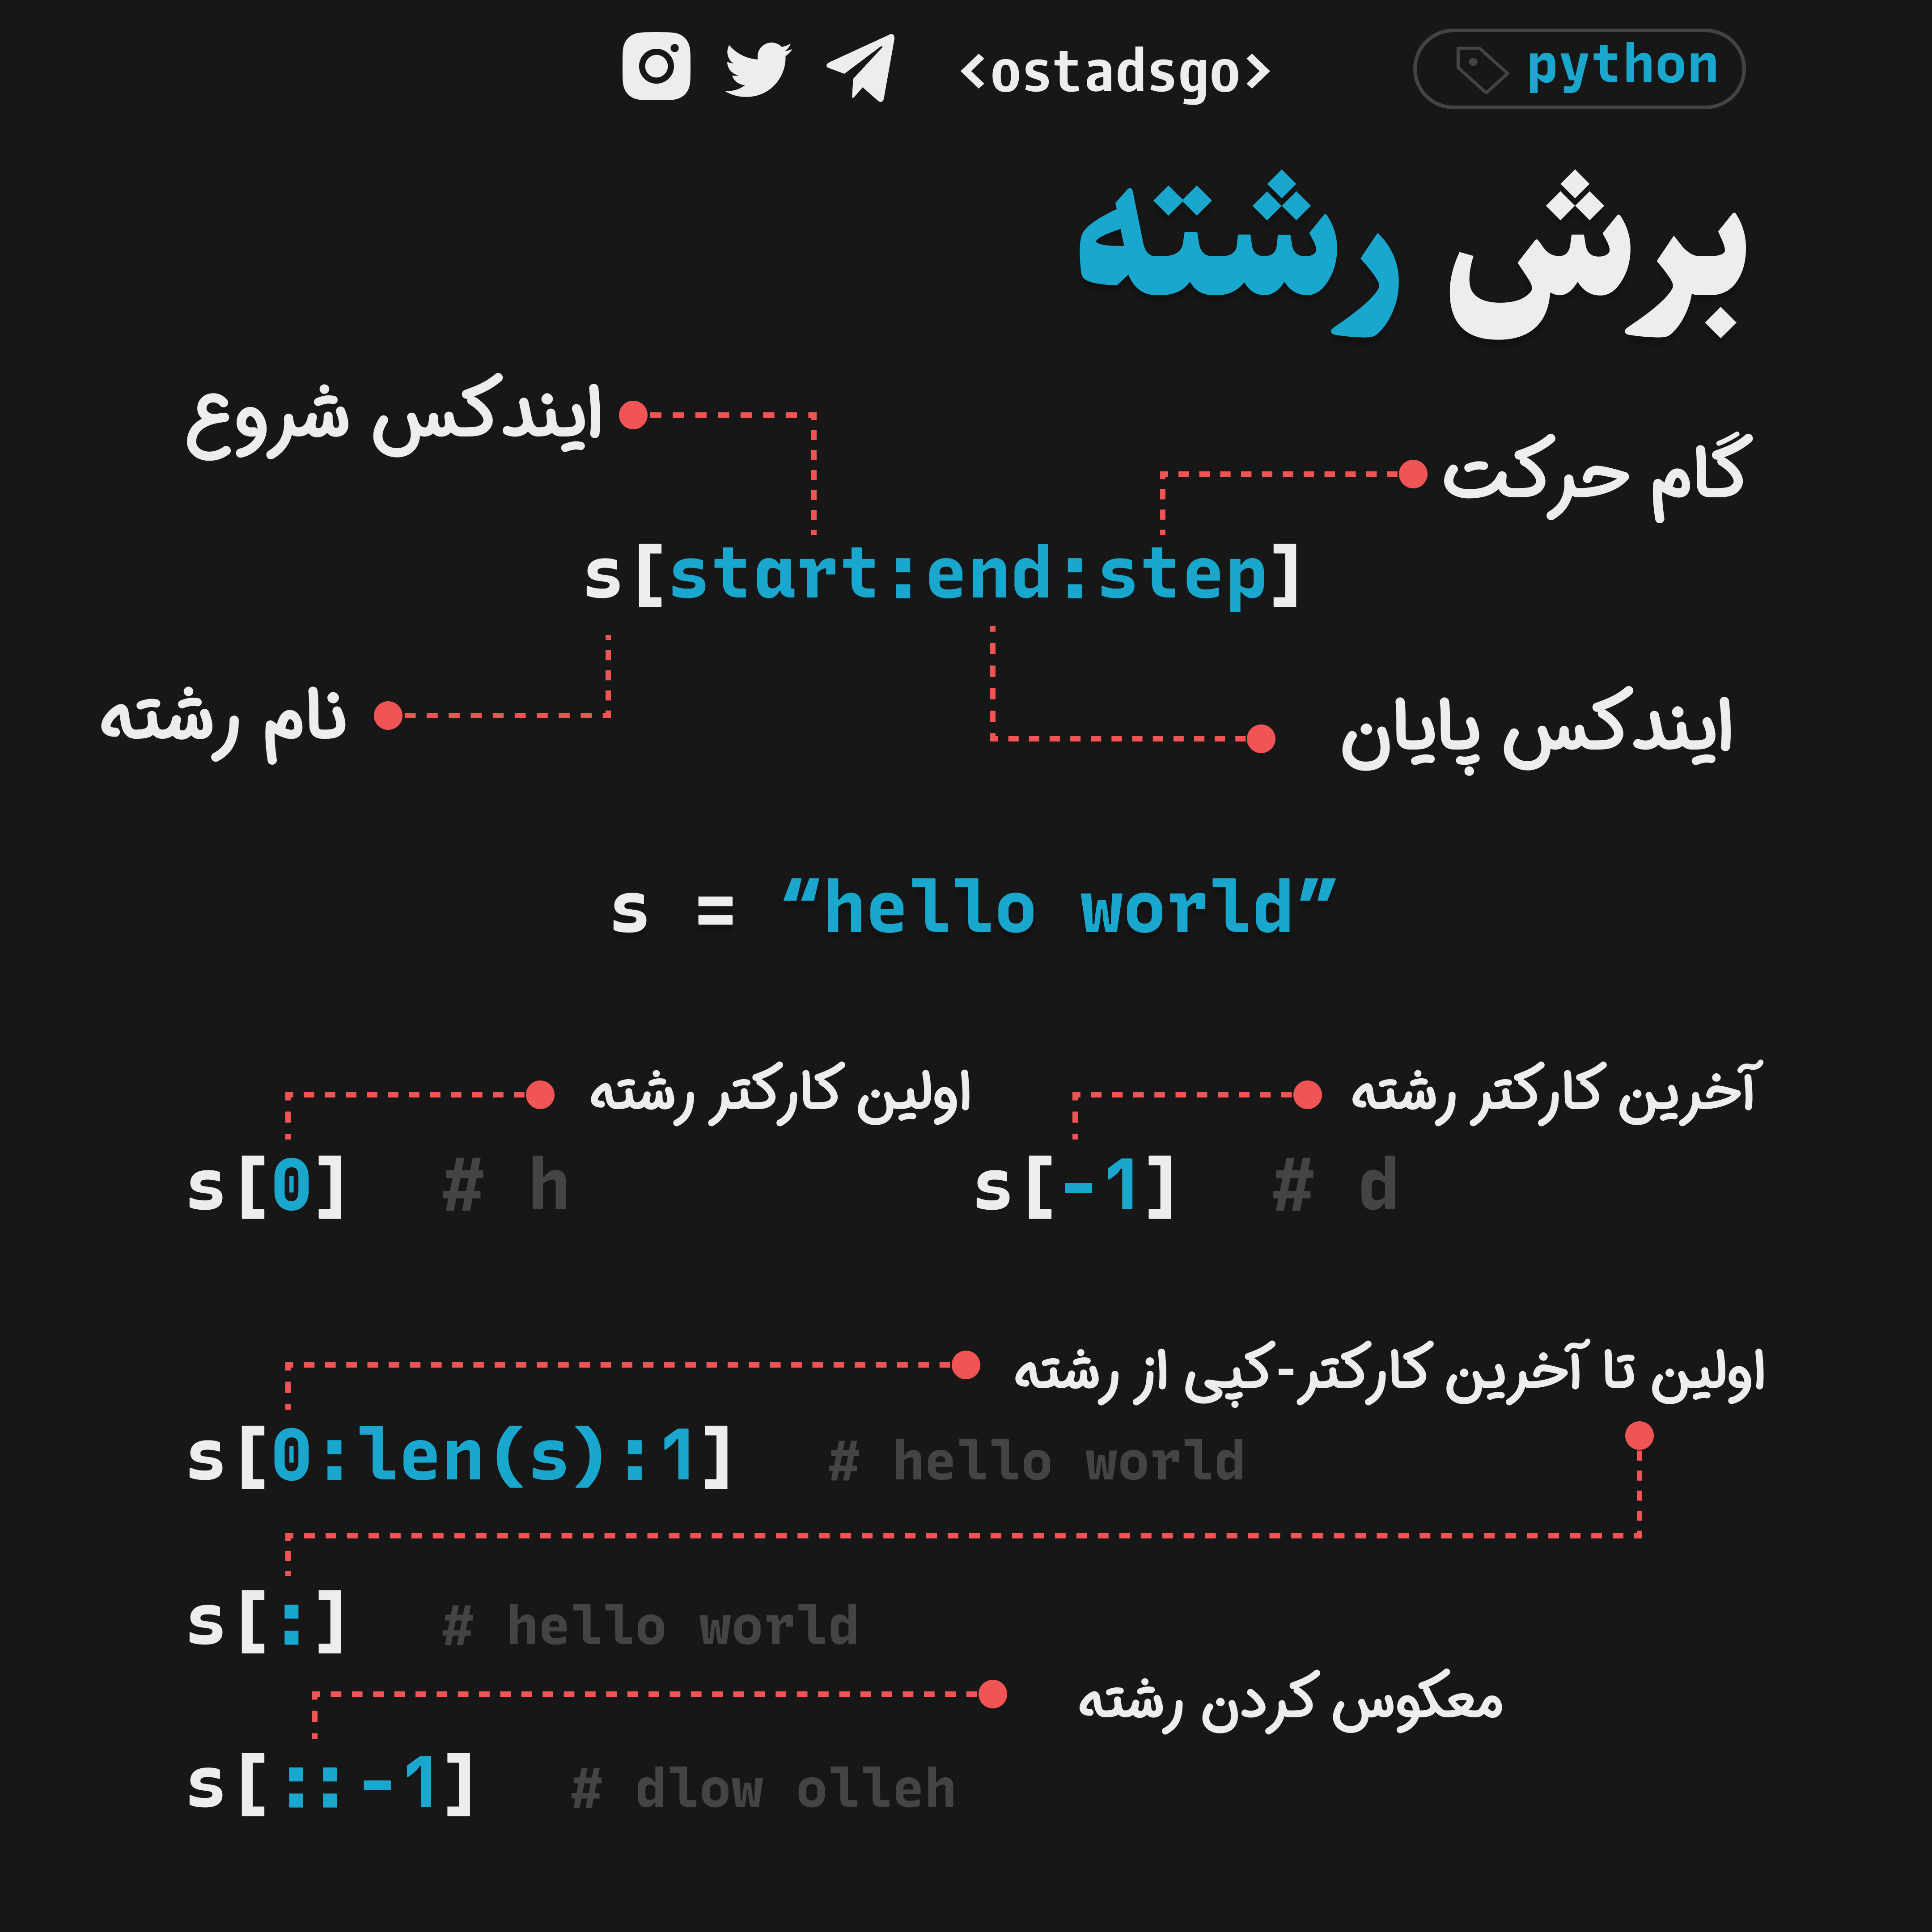 <ostadsgo> python
برش رشته
ایندکس شروع
گام حرکت
s[start:end:step]
نام رشته
ایندکس پایان
s = “hello world”
اولین کارکتر رشته
آخرین کارکتر رشته
s[0] # h
s[-1] # d
اولین تا آخرین کارکتر-کپی از رشته
s[0:len(s):1] # hello world
s[:] # hello world
معکوس کردن رشته
s[::-1] # dlow olleh